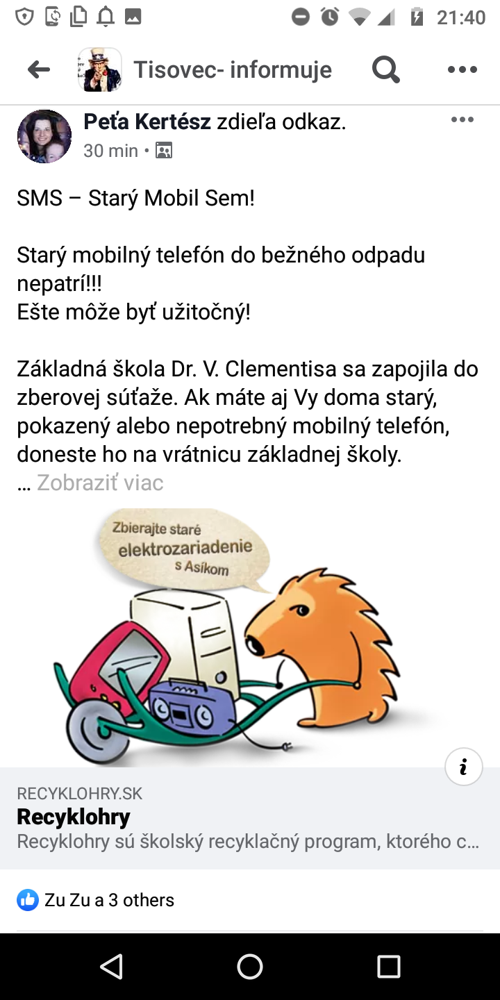 21:40
Tisovec- informuje
Peťa Kertész zdieľa odkaz.
30 min •
SMS – Starý Mobil Sem!
Starý mobilný telefón do bežného odpadu
nepatrí!!!
Ešte môže byť užitočný!
Základná škola Dr. V. Clementisa sa zapojila do
zberovej súťaže. Ak máte aj Vy doma starý,
pokazený alebo nepotrebný mobilný telefón,
doneste ho na vrátnicu základnej školy.
... Zobraziť viac
Zbierajte staré
elektrozariadenie
s Asíkom
i
RECYKLOHRY.SK
Recyklohry
Recyklohry sú školský recyklačný program, ktorého c...
Zu Zu a 3 others